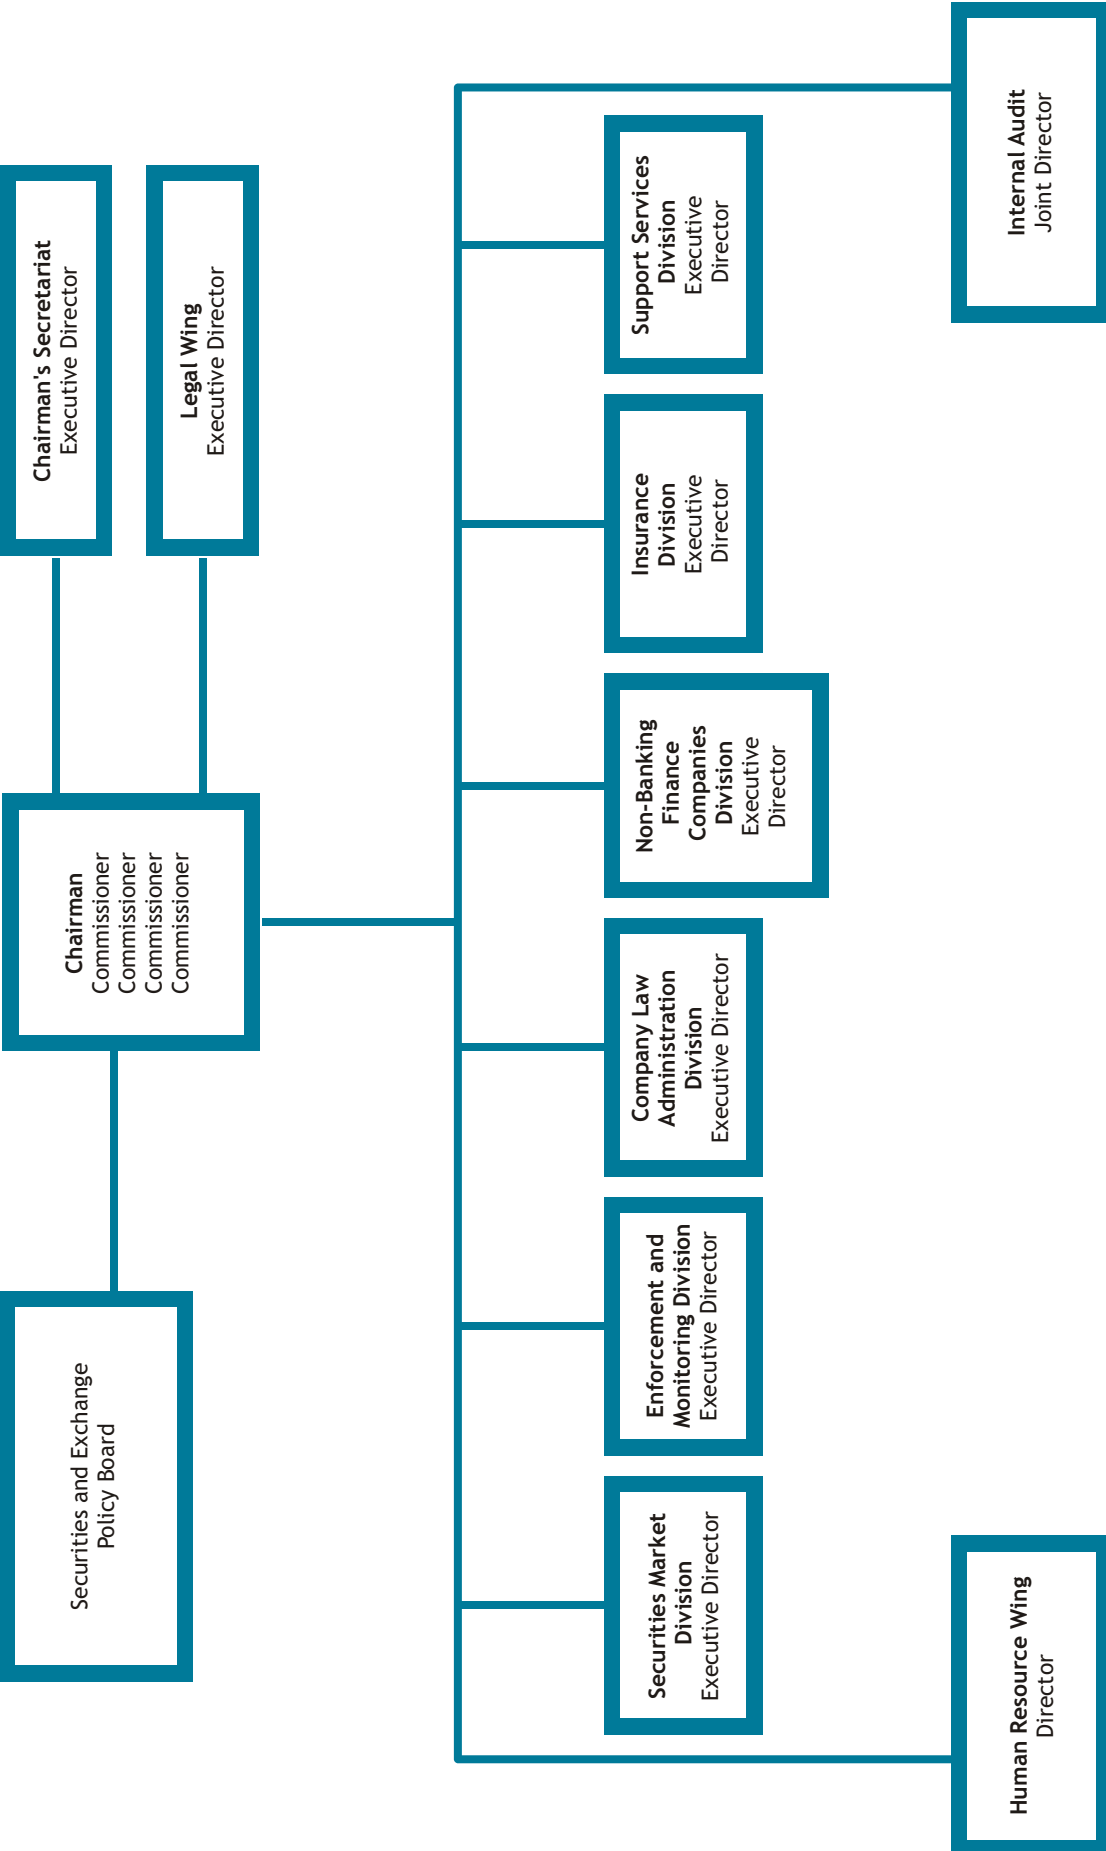 Securities and Exchange
Policy Board
Chairman
Commissioner
Commissioner
Commissioner
Commissioner
Chairman's Secretariat
Executive Director
Legal Wing
Executive Director
Securities Market
Division
Executive Director
Enforcement and
Monitoring Division
Executive Director
Company Law
Administration
Division
Executive Director
Non-Banking
Finance
Companies
Division
Executive
Director
Insurance
Division
Executive
Director
Support Services
Division
Executive
Director
Human Resource Wing
Director
Internal Audit
Joint Director